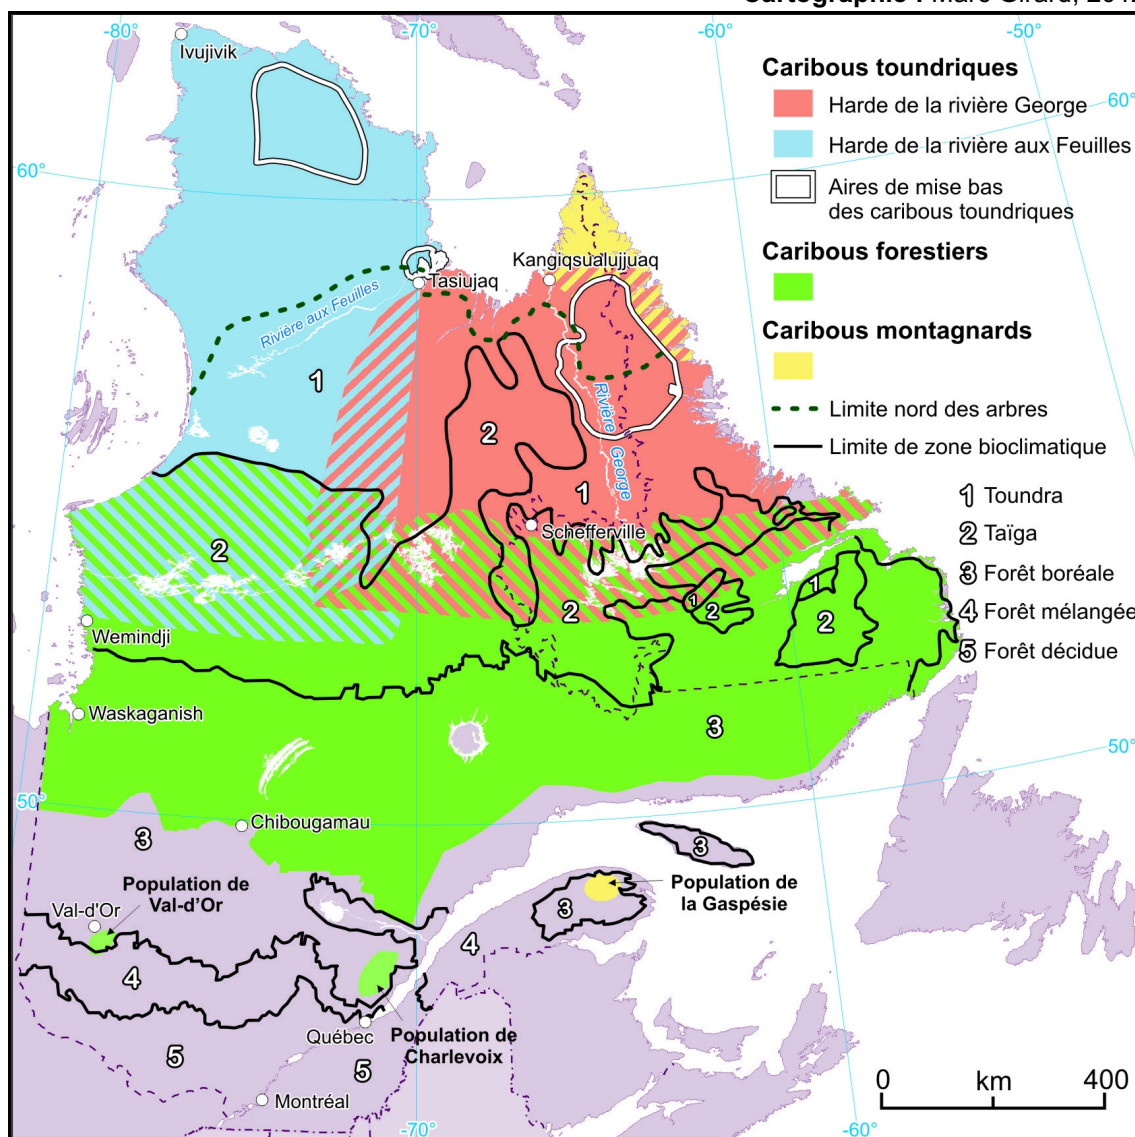 Cartographie : Marc Girard, 201
-80°
-70°
-60°
-50°
Ivujivik
Caribous toundriques
Harde de la rivière George
60°
Harde de la rivière aux Feuilles
60°
Aires de mise bas
des caribous toundriques
Caribous forestiers
Kangiqsualujjuaq
Tasiujaq
Rivière aux Feuilles
Caribous montagnards
1
Rivière George
Limite nord des arbres
2
Limite de zone bioclimatique
1
1 Toundra
Schefferville
2 Taïga
2
3 Forêt boréale
1
1
2
2
2
4 Forêt mélangée
Wemindji
5 Forêt décidue
Waskaganish
3
50°
50°
Chibougamau
3
3
Population de
Val-d'Or
Population de
la Gaspésie
Val-d'Or
3
4
4
Québec
Population de
Charlevoix
5
5
Montréal
0 km 400
-70°
-60°